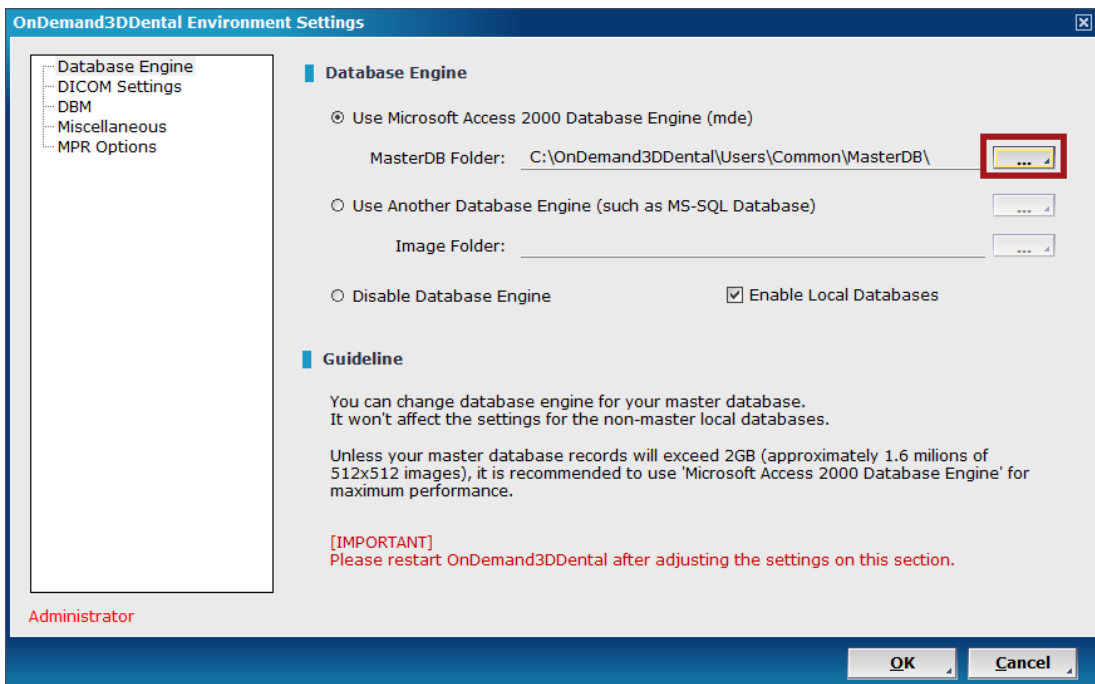 OnDemand3DDental Environment Settings
Database Engine
DICOM Settings
DBM
Miscellaneous
MPR Options
Administrator
Database Engine
Use Microsoft Access 2000 Database Engine (mde)
MasterDB Folder: C:\OnDemand3DDental\Users\Common\MasterDB\ ...
Use Another Database Engine (such as MS-SQL Database) ...
Image Folder: ...
Disable Database Engine Enable Local Databases
Guideline
You can change database engine for your master database.
It won't affect the settings for the non-master local databases.
Unless your master database records will exceed 2GB (approximately 1.6 milions of
512x512 images), it is recommended to use 'Microsoft Access 2000 Database Engine' for
maximum performance.
[IMPORTANT]
Please restart OnDemand3DDental after adjusting the settings on this section.
OK Cancel